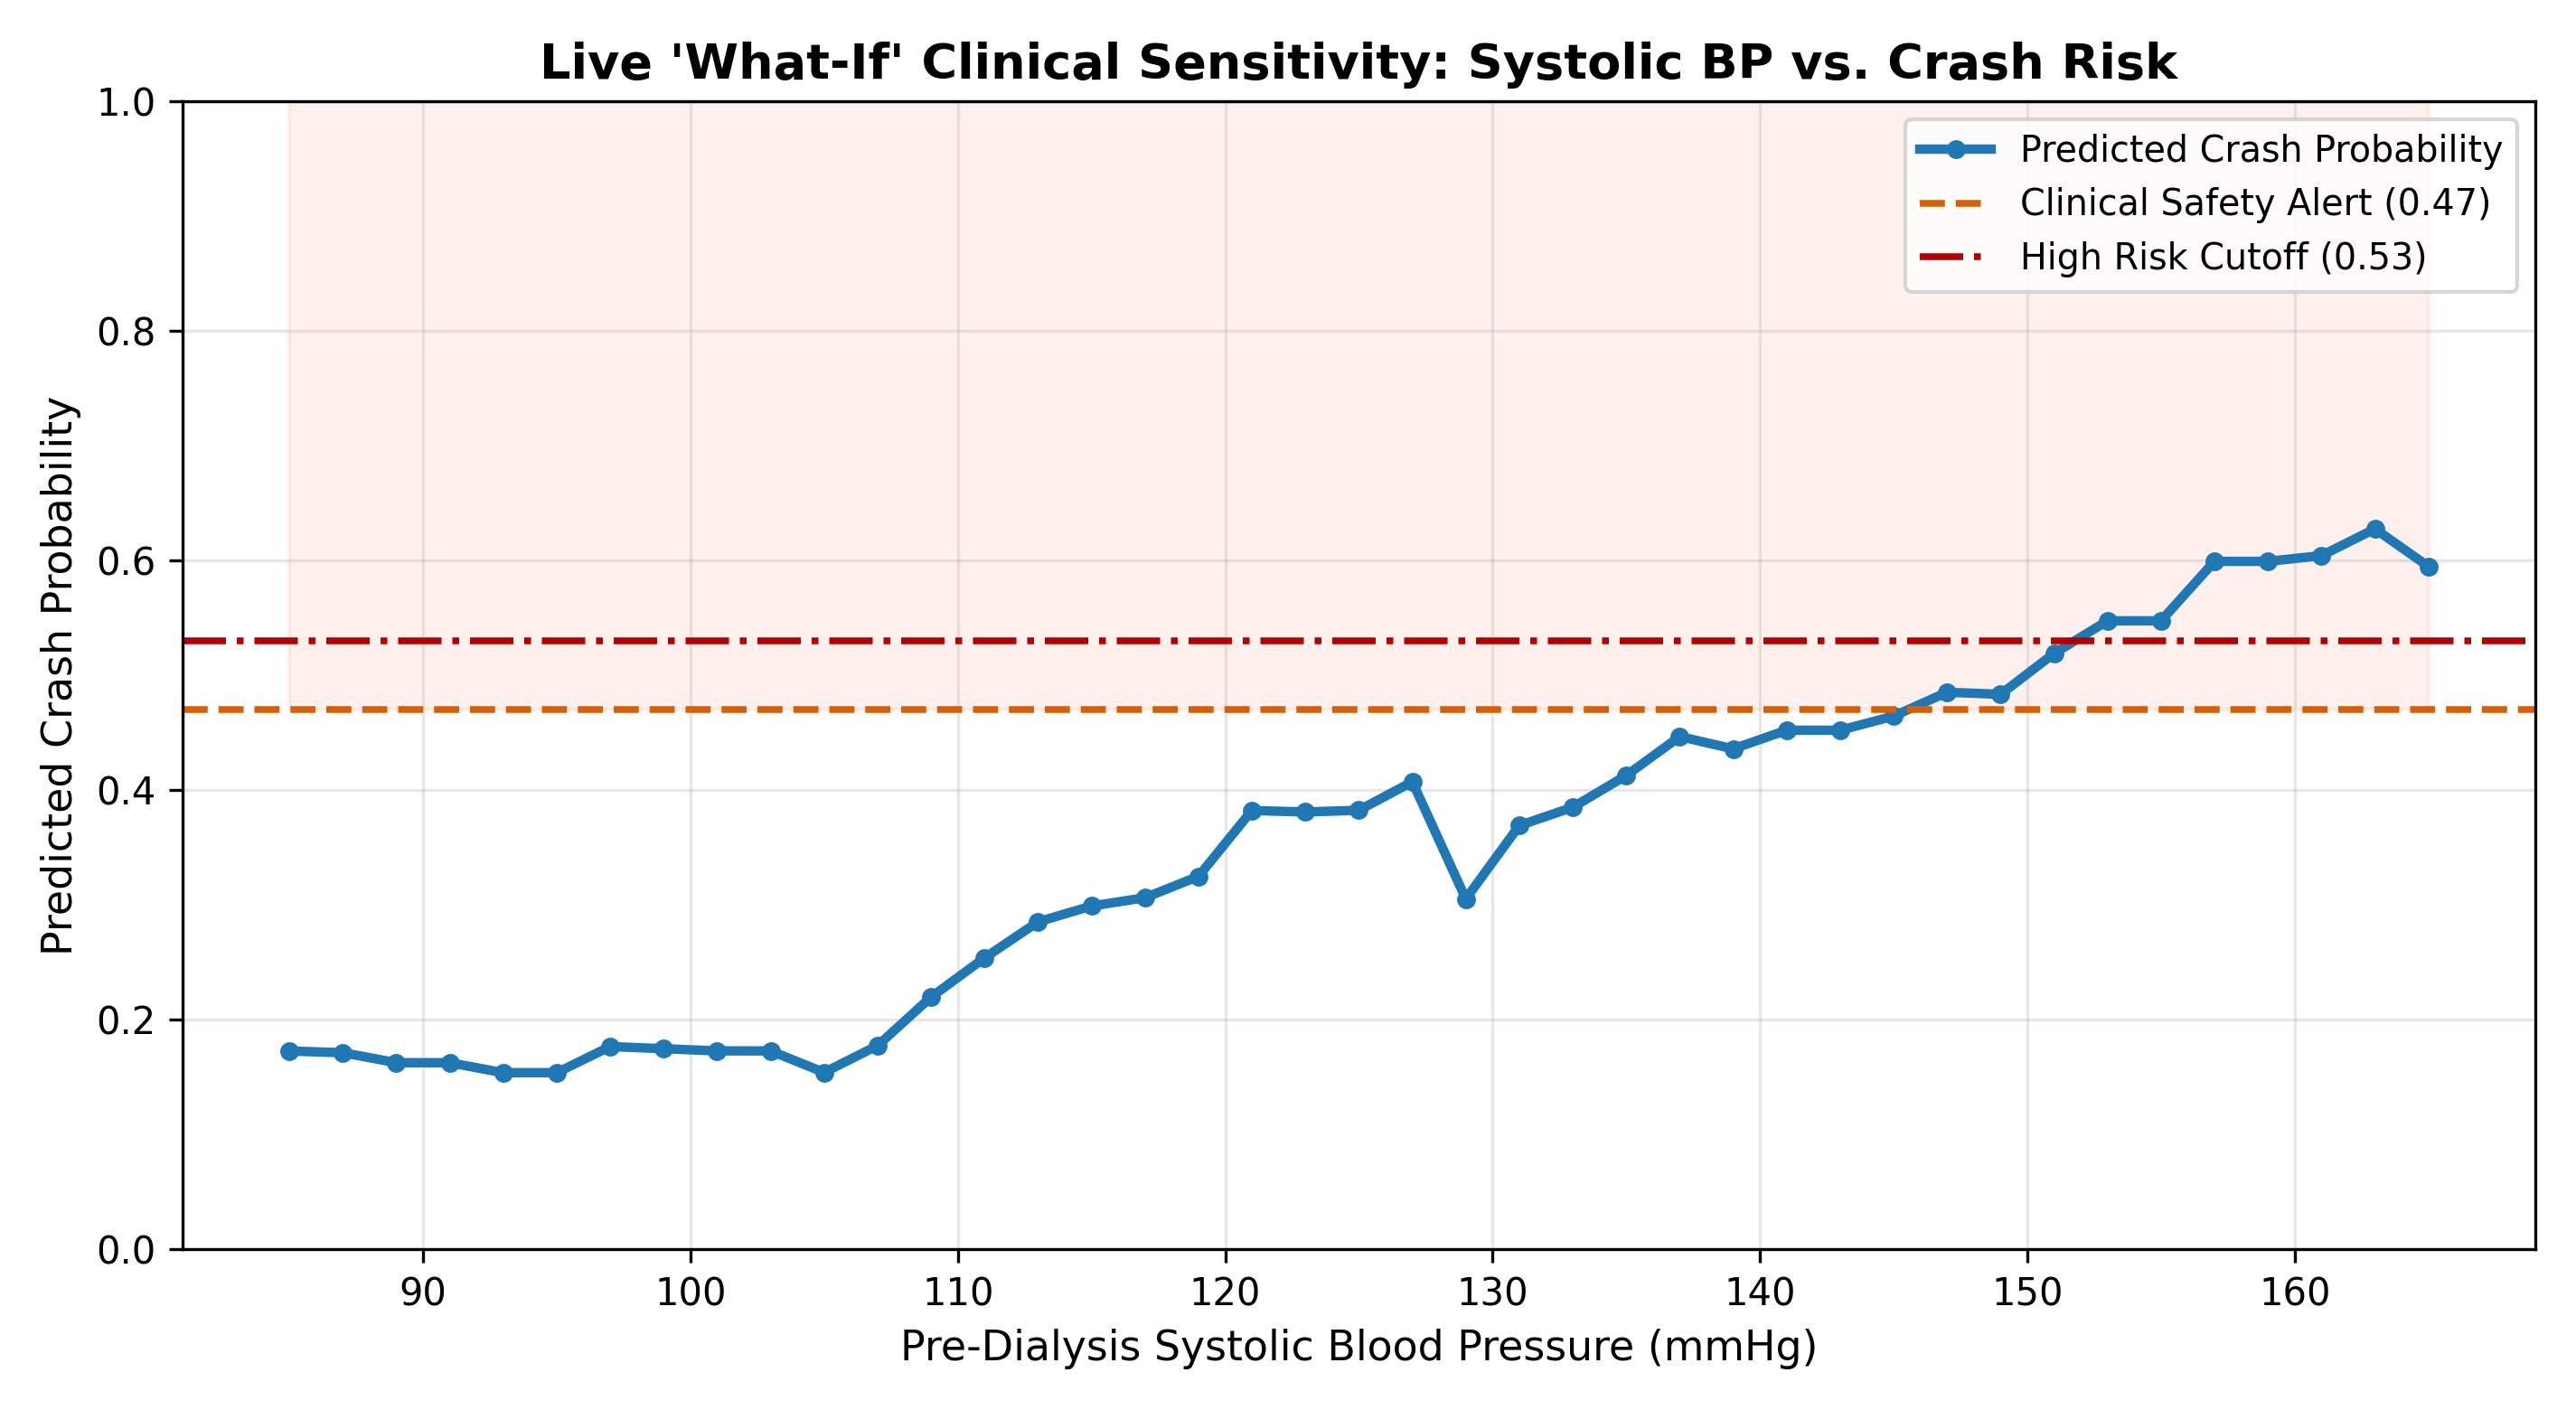 Live 'What-If' Clinical Sensitivity: Systolic BP vs. Crash Risk
Predicted Crash Probability
Clinical Safety Alert (0.47)
High Risk Cutoff (0.53)
Predicted Crash Probability
1.0
0.8
0.6
0.4
0.2
0.0
90 100 110 120 130 140 150 160
Pre-Dialysis Systolic Blood Pressure (mmHg)